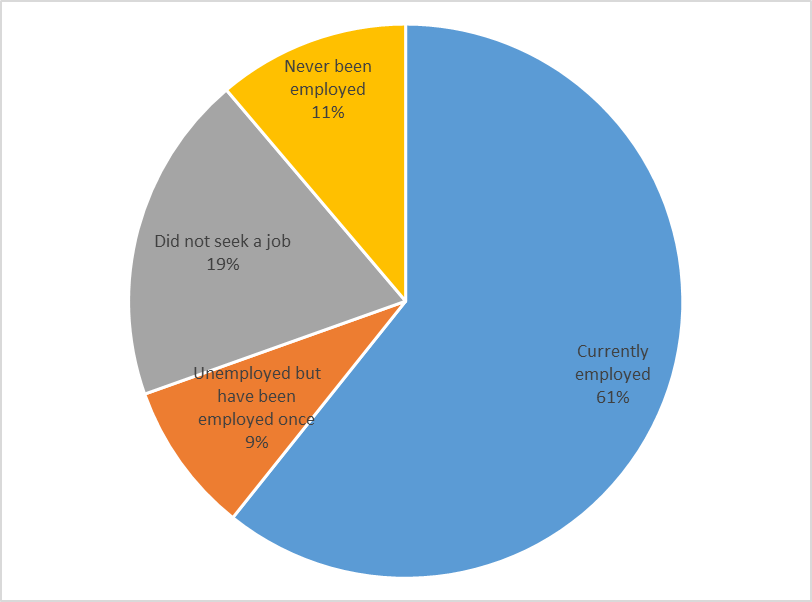 Never been
employed
11%
Did not seek a job
19%
Currently
employed
61%
Unemployed but
have been
employed once
9%